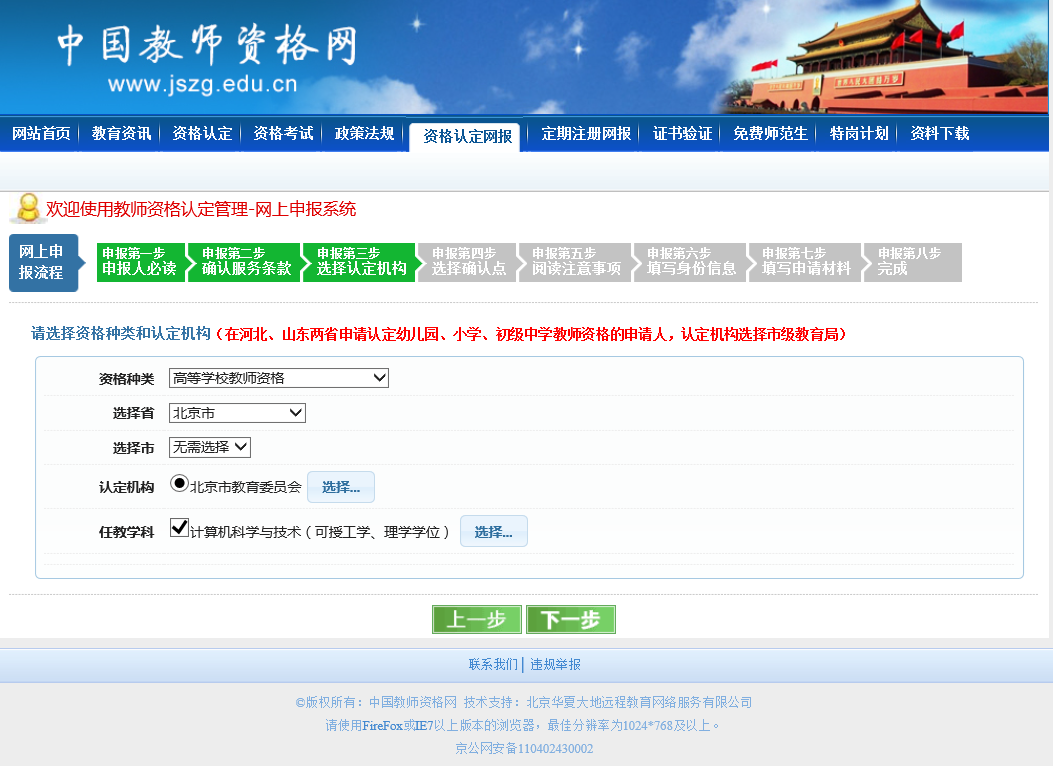 中国教师资格网
www.jszg.edu.cn
网站首页 教育资讯 资格认定 资格考试 政策法规 资格认定网报 定期注册网报 证书验证 免费师范生 特岗计划 资料下载
欢迎使用教师资格认定管理-网上申报系统
网上申
报流程
申报第一步
申报人必读
申报第二步
确认服务条款
申报第三步
选择认定机构
申报第四步
选择确认点
申报第五步
阅读注意事项
申报第六步
填写身份信息
申报第七步
填写申请材料
申报第八步
完成
请选择资格种类和认定机构（在河北、山东两省申请认定幼儿园、小学、初级中学教师资格的申请人，认定机构选择市级教育局）
资格种类 高等学校教师资格
选择省 北京市
选择市 无需选择
认定机构 北京市教育委员会 选择...
任教学科 计算机科学与技术（可授工学、理学学位） 选择...
上一步 下一步
联系我们│ 违规举报
©版权所有：中国教师资格网 技术支持：北京华夏大地远程教育网络服务有限公司
请使用FireFox或IE7以上版本的浏览器，最佳分辨率为1024*768及以上。
京公网安备110402430002